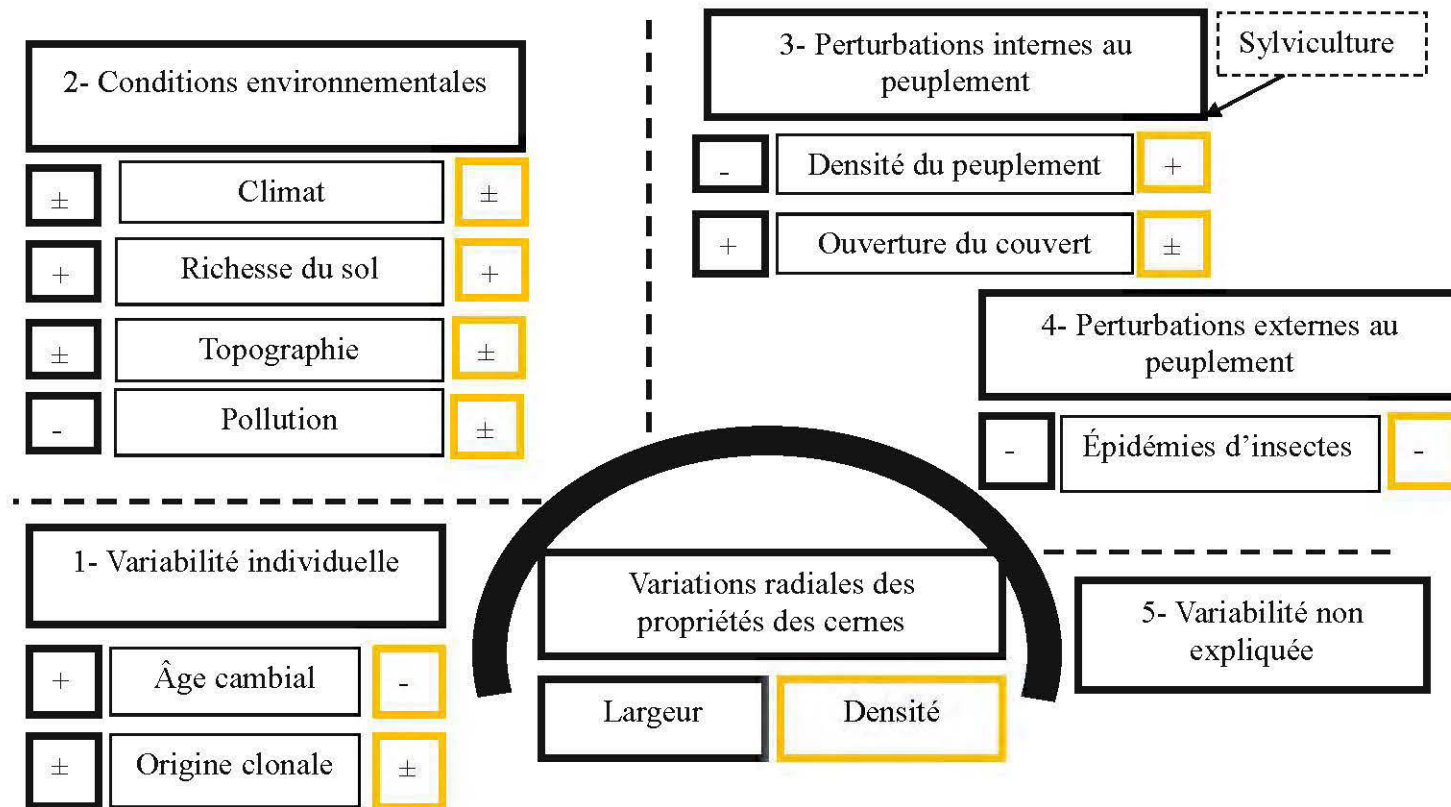 2- Conditions environnementales
± Climat ±
+ Richesse du sol +
± Topographie ±
- Pollution ±
3- Perturbations internes au
peuplement
Sylviculture
- Densité du peuplement +
+ Ouverture du couvert ±
4- Perturbations externes au
peuplement
- Épidémies d’insectes -
1- Variabilité individuelle
+ Âge cambial -
± Origine clonale ±
Variations radiales des
propriétés des cernes
Largeur
Densité
5- Variabilité non
expliquée